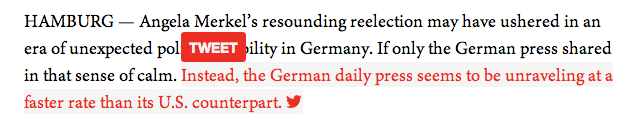 HAMBURG — Angela Merkel’s resounding reelection may have ushered in an
era of unexpected pol TWEET bility in Germany. If only the German press shared
in that sense of calm. Instead, the German daily press seems to be unraveling at a
faster rate than its U.S. counterpart.